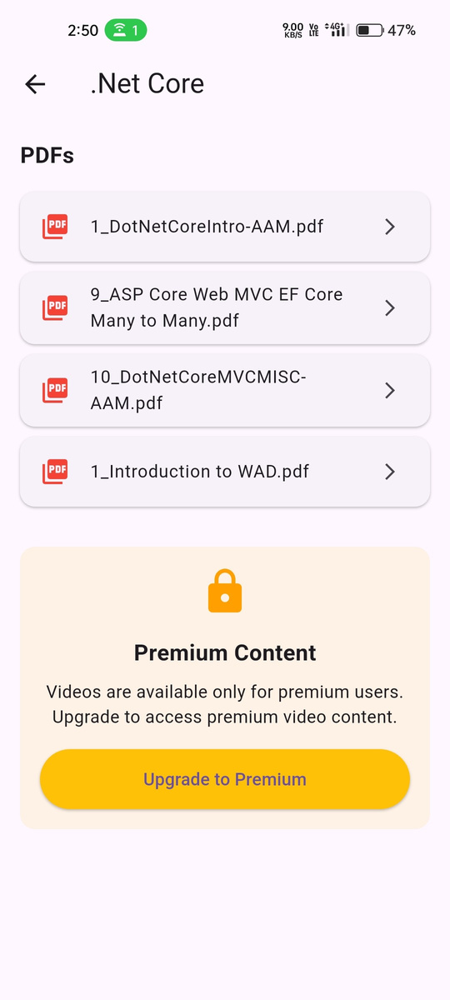 2:50 1 9.00 KB/S Vo LTE 4G+ 47%
.Net Core
PDFs
PDF 1_DotNetCoreIntro-AAM.pdf
PDF 9_ASP Core Web MVC EF Core
Many to Many.pdf
PDF 10_DotNetCoreMVCMISC-
AAM.pdf
PDF 1_Introduction to WAD.pdf
Premium Content
Videos are available only for premium users.
Upgrade to access premium video content.
Upgrade to Premium